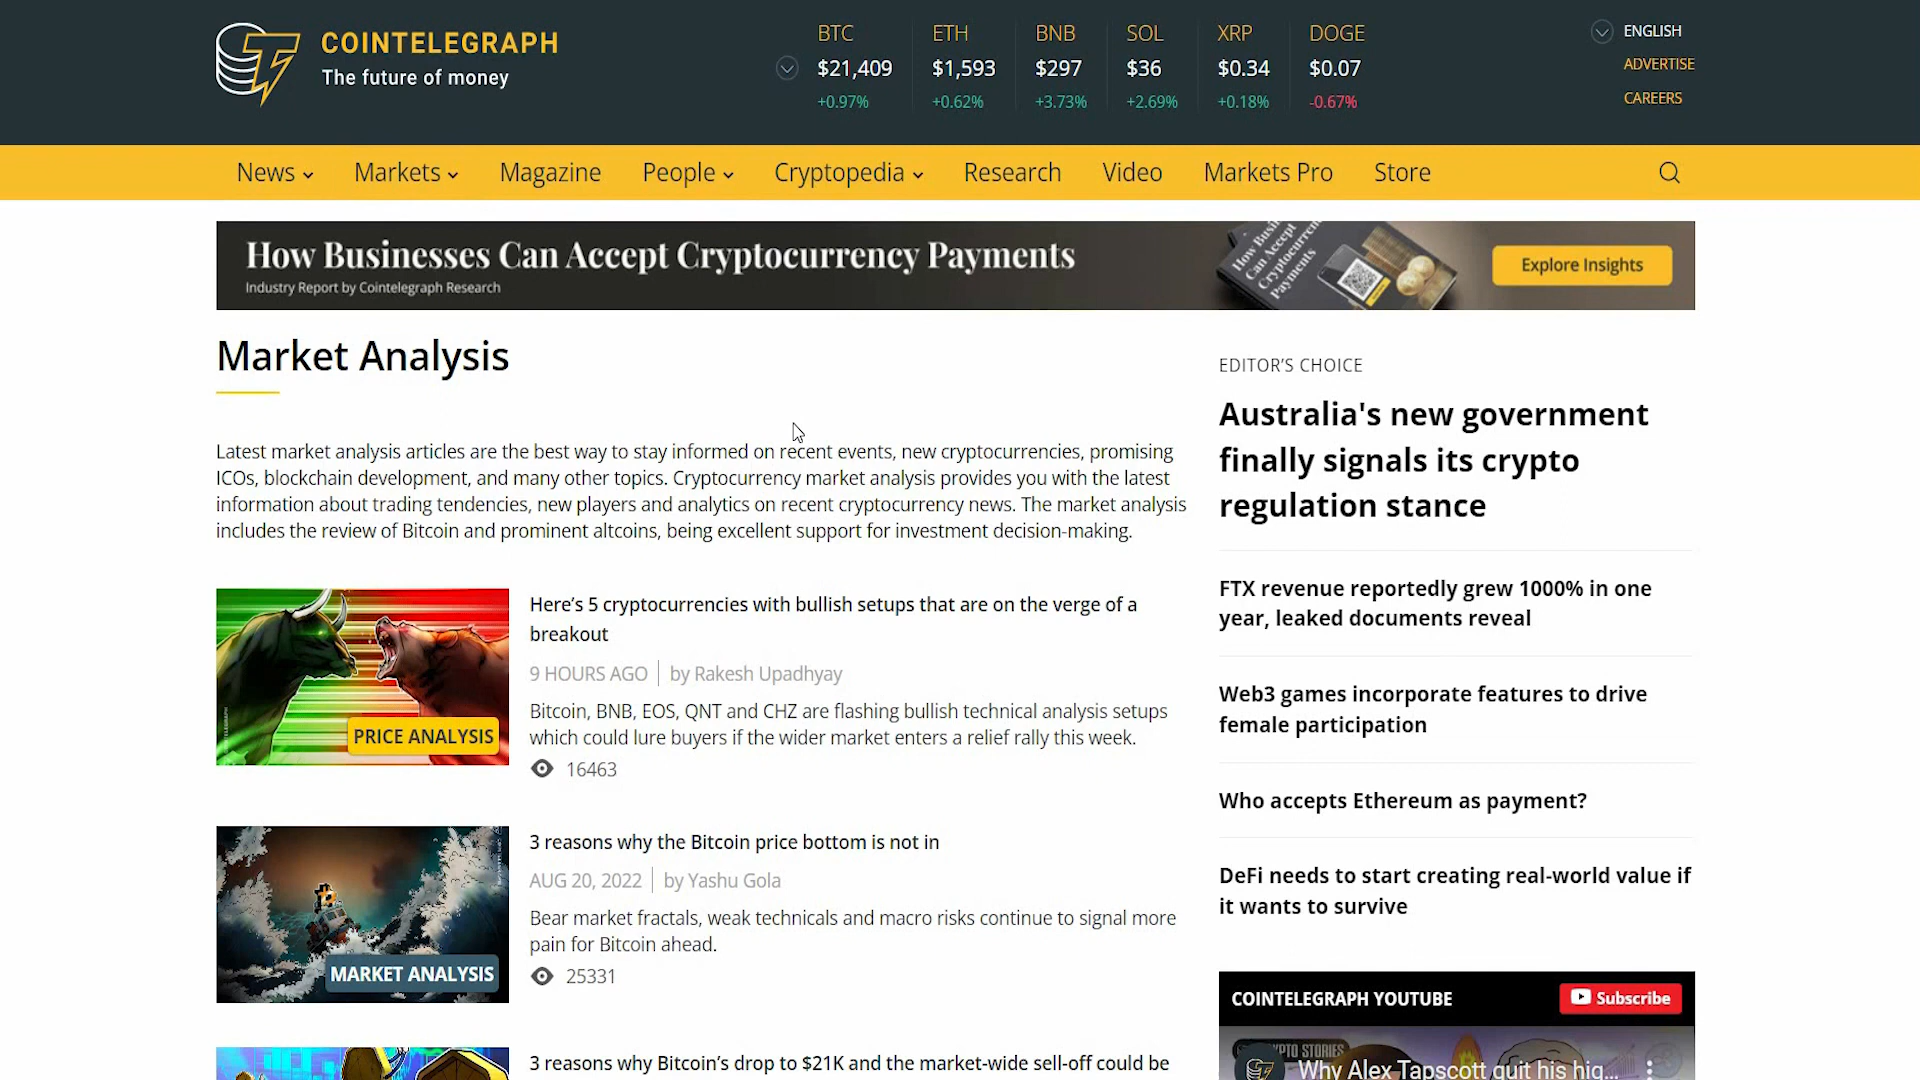 COINTELEGRAPH
The future of money
BTC
$21,409
+0.97%
ETH
$1,593
+0.62%
BNB
$297
+3.73%
SOL
$36
+2.69%
XRP
$0.34
+0.18%
DOGE
$0.07
-0.67%
ENGLISH
ADVERTISE
CAREERS
News Markets Magazine People Cryptopedia Research Video Markets Pro Store
How Businesses Can Accept Cryptocurrency Payments
Industry Report by Cointelegraph Research
How Busi
Can Accept
Cryptocurren
Payments
Explore Insights
Market Analysis
Latest market analysis articles are the best way to stay informed on recent events, new cryptocurrencies, promising
ICOs, blockchain development, and many other topics. Cryptocurrency market analysis provides you with the latest
information about trading tendencies, new players and analytics on recent cryptocurrency news. The market analysis
includes the review of Bitcoin and prominent altcoins, being excellent support for investment decision-making.
PRICE ANALYSIS
Here’s 5 cryptocurrencies with bullish setups that are on the verge of a
breakout
9 HOURS AGO by Rakesh Upadhyay
Bitcoin, BNB, EOS, QNT and CHZ are flashing bullish technical analysis setups
which could lure buyers if the wider market enters a relief rally this week.
16463
MARKET ANALYSIS
3 reasons why the Bitcoin price bottom is not in
AUG 20, 2022 by Yashu Gola
Bear market fractals, weak technicals and macro risks continue to signal more
pain for Bitcoin ahead.
25331
3 reasons why Bitcoin’s drop to $21K and the market-wide sell-off could be
EDITOR’S CHOICE
Australia's new government
finally signals its crypto
regulation stance
FTX revenue reportedly grew 1000% in one
year, leaked documents reveal
Web3 games incorporate features to drive
female participation
Who accepts Ethereum as payment?
DeFi needs to start creating real-world value if
it wants to survive
COINTELEGRAPH YOUTUBE
Subscribe
CRYPTO STORIES
Why Alex Tapscott quit his hig...